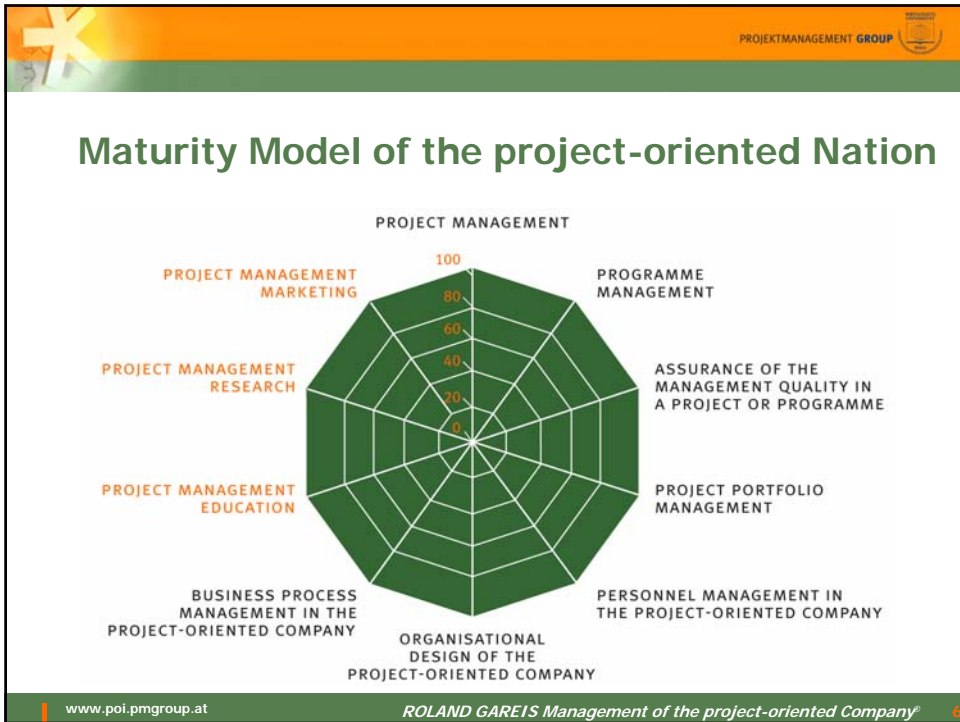 PROJEKTMANAGEMENT GROUP
Maturity Model of the project-oriented Nation
PROJECT MANAGEMENT
PROGRAMME
MANAGEMENT
ASSURANCE OF THE
MANAGEMENT QUALITY IN
A PROJECT OR PROGRAMME
PROJECT PORTFOLIO
MANAGEMENT
PERSONNEL MANAGEMENT IN
THE PROJECT-ORIENTED COMPANY
ORGANISATIONAL
DESIGN OF THE
PROJECT-ORIENTED COMPANY
BUSINESS PROCESS
MANAGEMENT IN THE
PROJECT-ORIENTED COMPANY
PROJECT MANAGEMENT
EDUCATION
PROJECT MANAGEMENT
RESEARCH
PROJECT MANAGEMENT
MARKETING
100
80
60
40
20
0
www.poi.pmgroup.at
ROLAND GAREIS Management of the project-oriented Company®